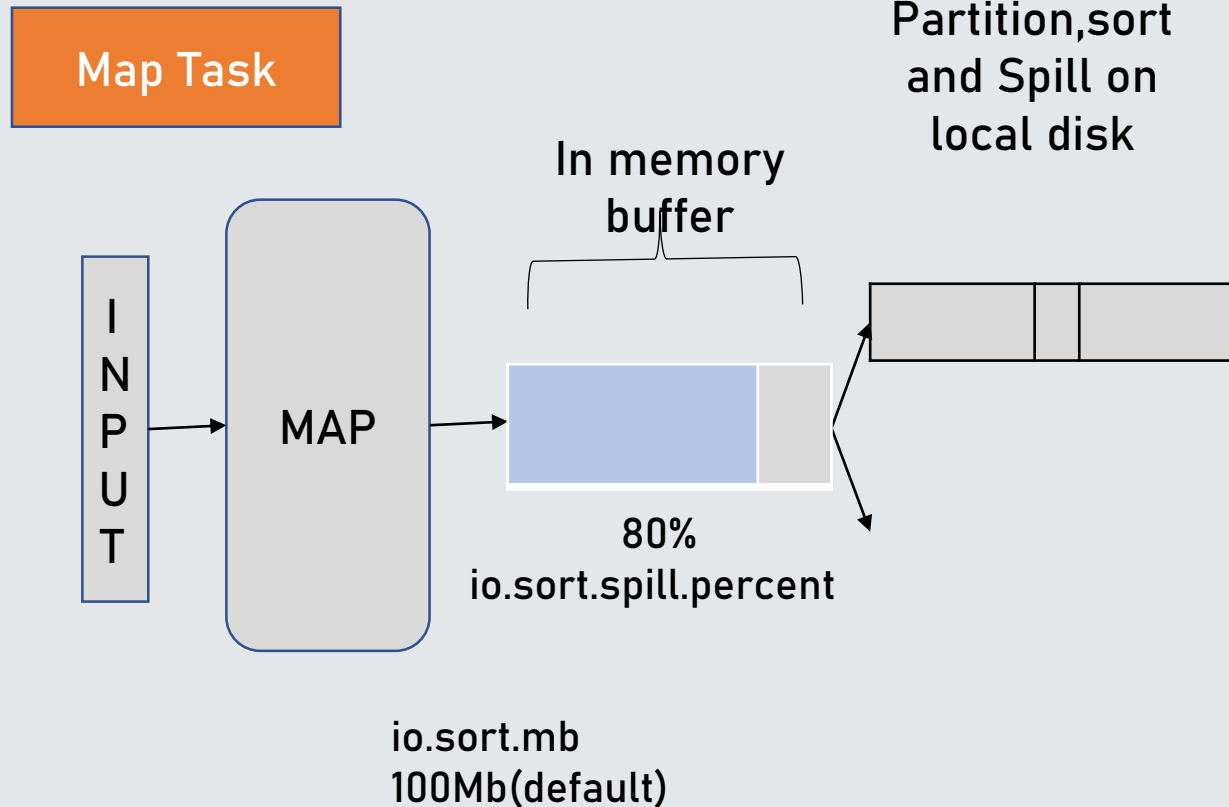 Map Task
Partition,sort
and Spill on
local disk
In memory
buffer
I
N
P
U
T
MAP
80%
io.sort.spill.percent
io.sort.mb
100Mb(default)